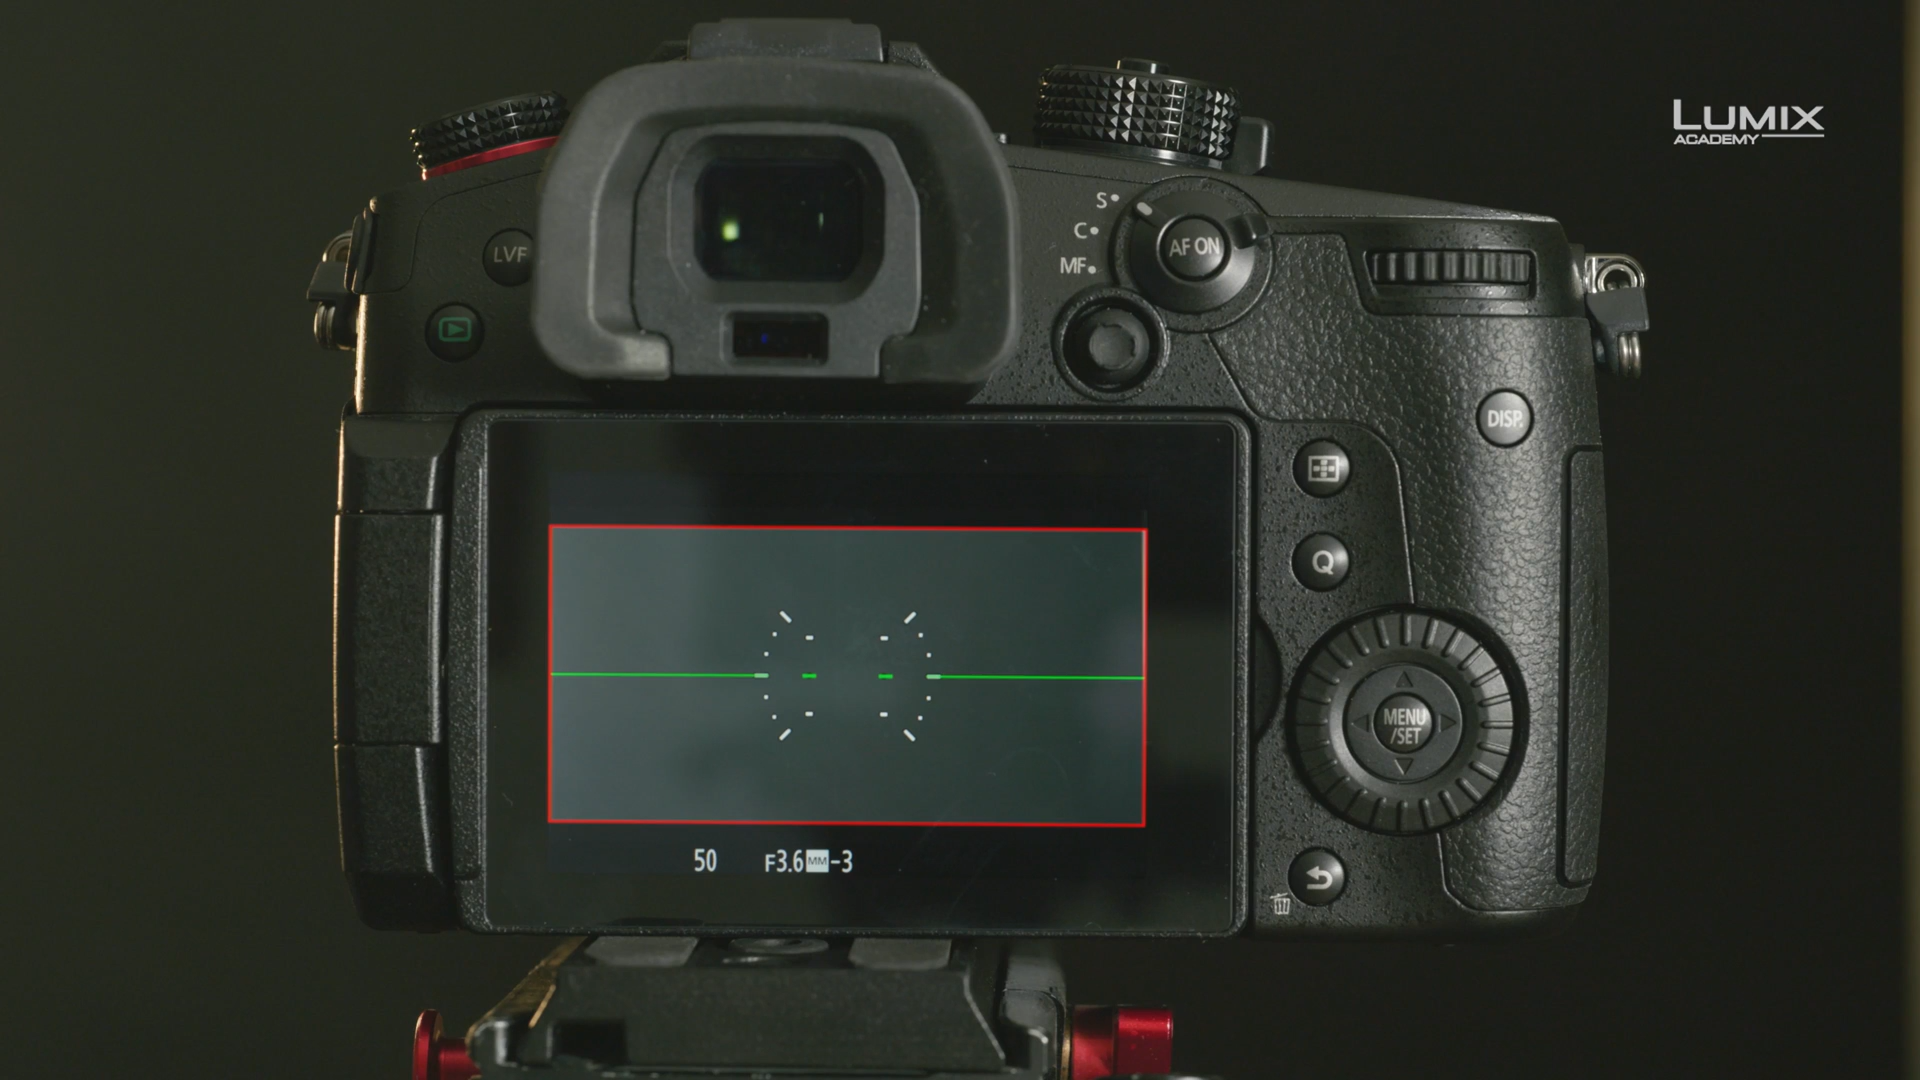 LUMIX
ACADEMY
S
C
MF
AF ON
LVF
DISP.
Q
MENU
/SET
50 F3.6 MM -3